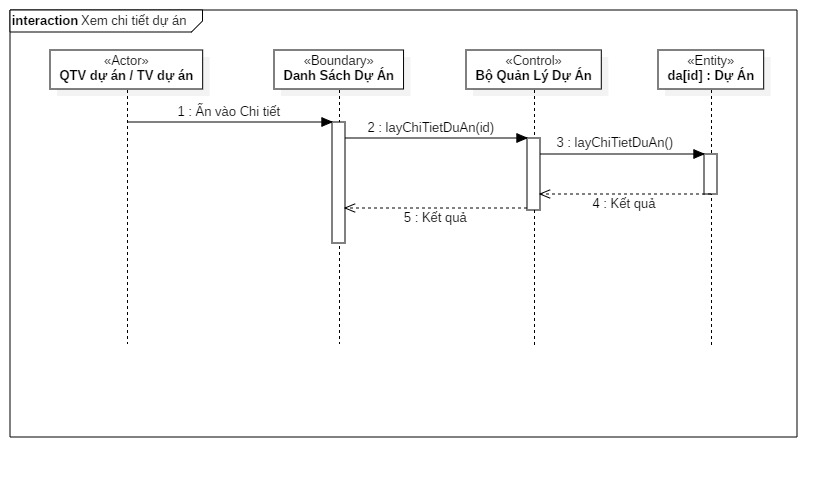 interaction Xem chi tiết dự án
«Actor»
QTV dự án / TV dự án
«Boundary»
Danh Sách Dự Án
«Control»
Bộ Quản Lý Dự Án
«Entity»
da[id] : Dự Án
1 : Ấn vào Chi tiết
2 : layChiTietDuAn(id)
3 : layChiTietDuAn()
4 : Kết quả
5 : Kết quả